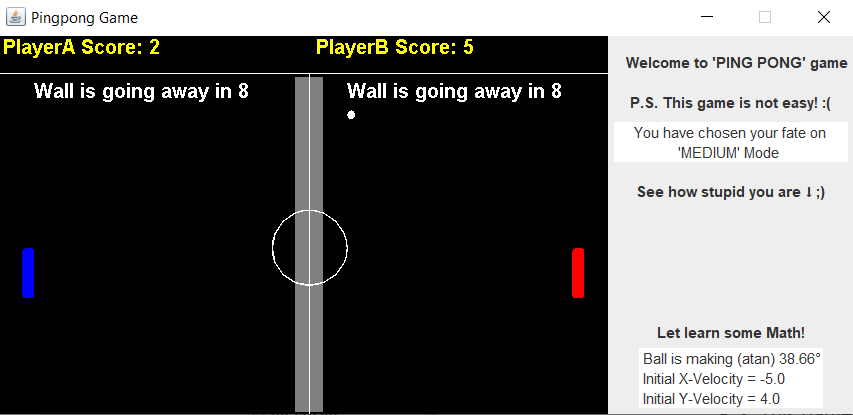 Pingpong Game
PlayerA Score: 2
PlayerB Score: 5
Wall is going away in 8
Wall is going away in 8
Welcome to 'PING PONG' game
P.S. This game is not easy! :(
You have chosen your fate on
'MEDIUM' Mode
See how stupid you are ↓ ;)
Let learn some Math!
Ball is making (atan) 38.66°
Initial X-Velocity = -5.0
Initial Y-Velocity = 4.0